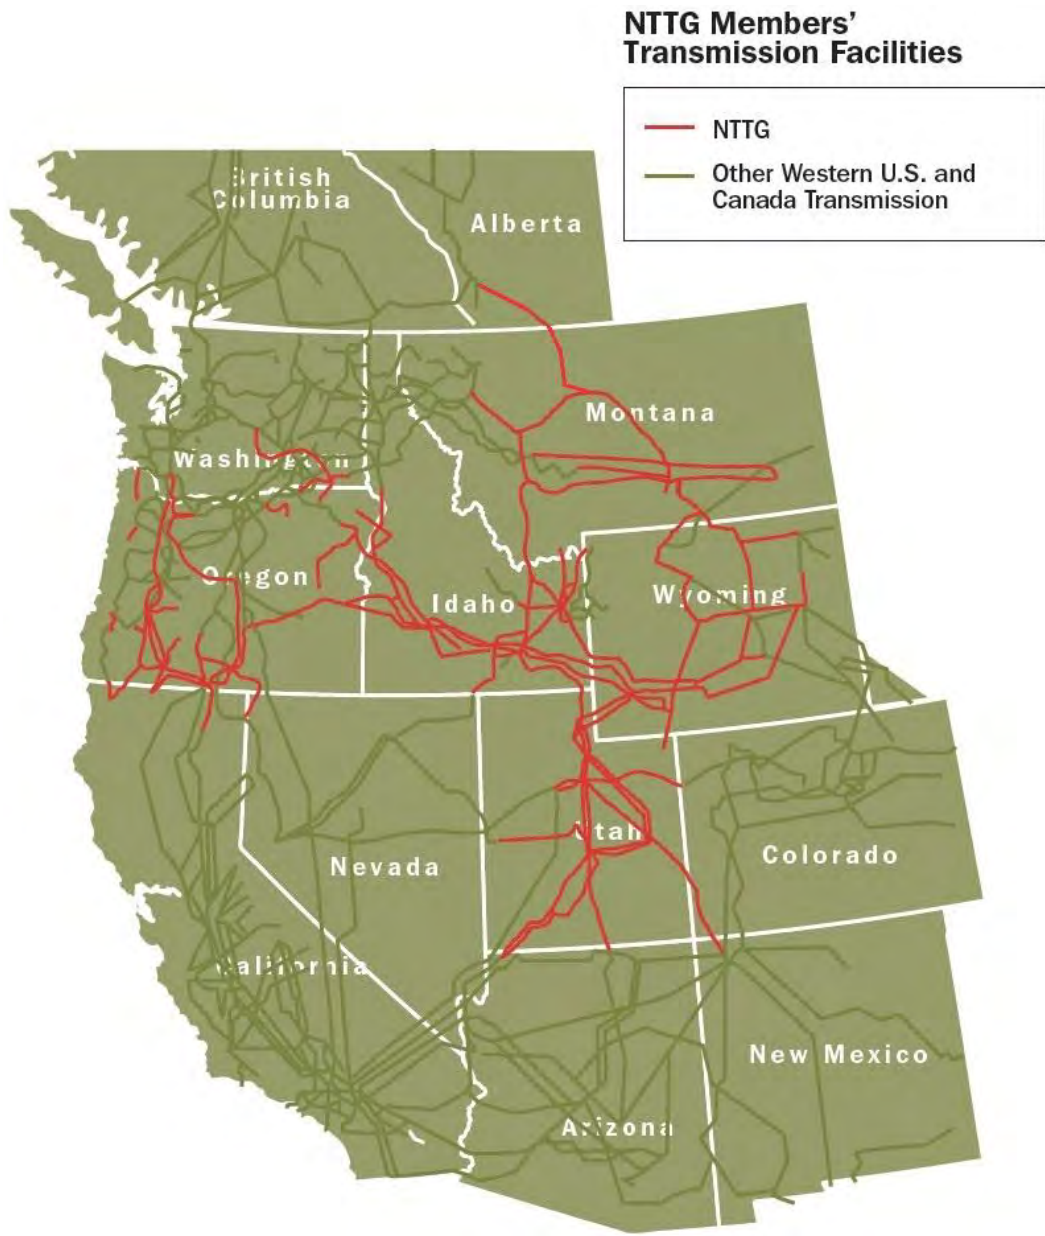 NTTG Members'
Transmission Facilities
NTTG
Other Western U.S. and
Canada Transmission
British
Columbia
Alberta
Montana
Washington
Oregon
Idaho
Wyoming
Utah
Nevada
Colorado
California
New Mexico
Arizona